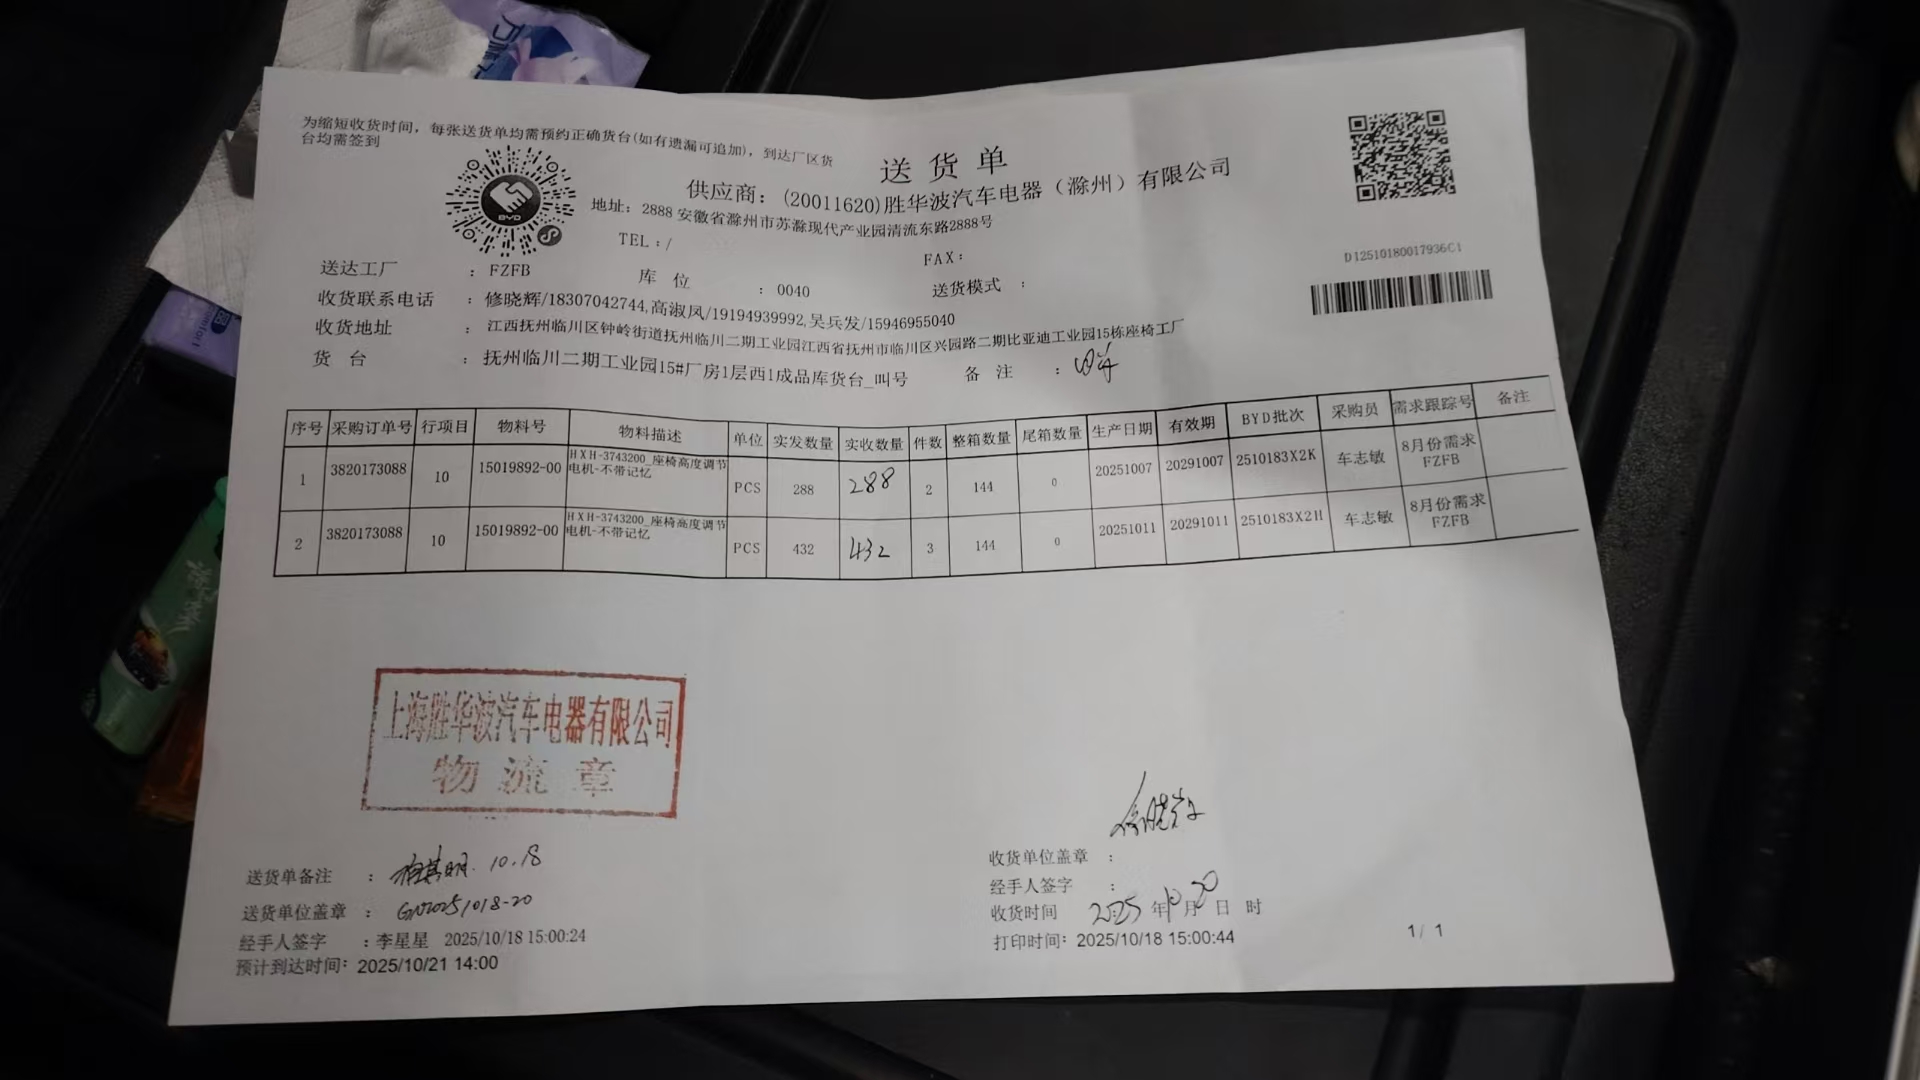 为缩短收货时间，每张送货单均需预约正确货台(如有遗漏可追加)，到达厂区货
台均需签到
送货单
供应商：(20011620)胜华波汽车电器（滁州）有限公司
地址：2888 安徽省滁州市苏滁现代产业园清流东路2888号
TEL：/
FAX：
BYD
D12510180017936C1
送达工厂 ：FZFB 库位 ：0040 送货模式 ：
收货联系电话 ：修晓辉/18307042744,高淑凤/19194939992,吴兵发/15946955040
收货地址 ：江西抚州临川区钟岭街道抚州临川二期工业园江西省抚州市临川区兴园路二期比亚迪工业园15栋座椅工厂
货台 ：抚州临川二期工业园15#厂房1层西1成品库货台_叫号 备注 ：
序号 采购订单号 行项目 物料号 物料描述 单位 实发数量 实收数量 件数 整箱数量 尾箱数量 生产日期 有效期 BYD批次 采购员 需求跟踪号 备注
1 3820173088 10 15019892-00 HXH-3743200_座椅高度调节电机-不带记忆 PCS 288 288 2 144 0 20251007 20291007 2510183X2K 车志敏 8月份需求FZFB
2 3820173088 10 15019892-00 HXH-3743200_座椅高度调节电机-不带记忆 PCS 432 432 3 144 0 20251011 20291011 2510183X2H 车志敏 8月份需求FZFB
上海胜华波汽车电器有限公司
物流章
送货单备注 ： 10.18
送货单位盖章 ：
经手人签字 ：李星星 2025/10/18 15:00:24
预计到达时间：2025/10/21 14:00
收货单位盖章 ：
经手人签字 ：
收货时间 2025年10月20日 时
打印时间：2025/10/18 15:00:44
1/ 1